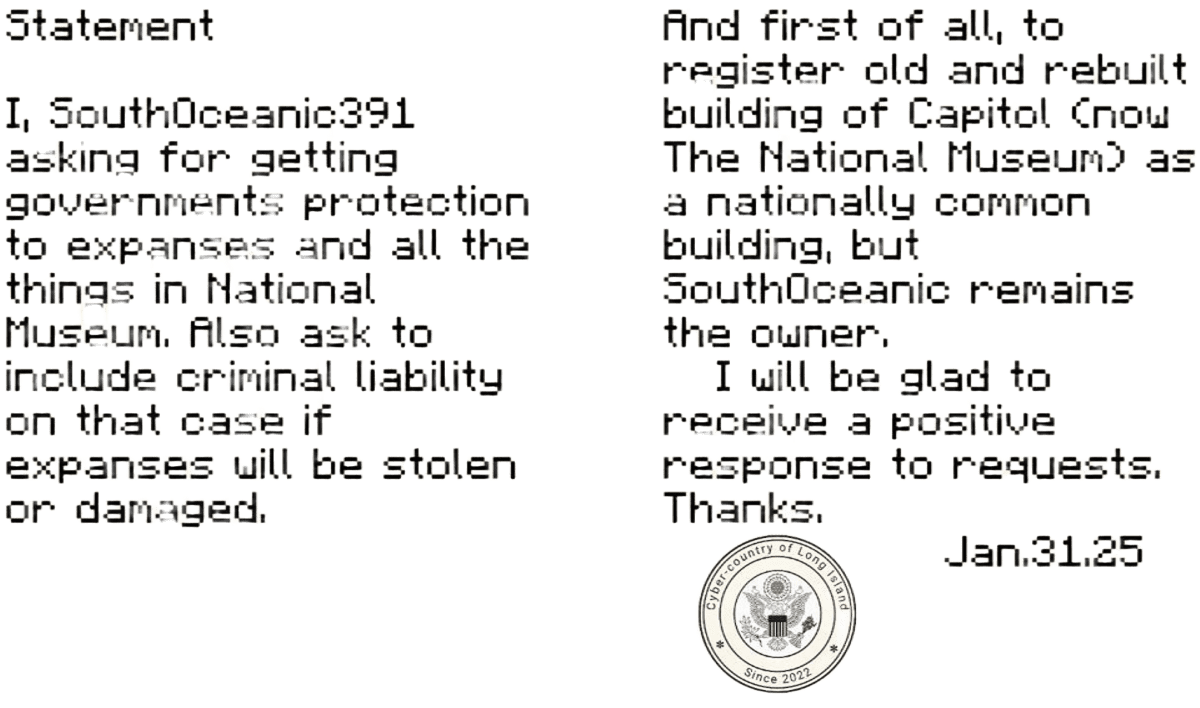 Statement
I, SouthOceanic391
asking for getting
governments protection
to expanses and all the
things in National
Museum. Also ask to
include criminal liability
on that case if
expanses will be stolen
or damaged.
And first of all, to
register old and rebuilt
building of Capitol (now
The National Museum) as
a nationally common
building, but
SouthOceanic remains
the owner.
I will be glad to
receive a positive
response to requests.
Thanks.
Jan.31.25
Cyber-country of Long Island
Since 2022